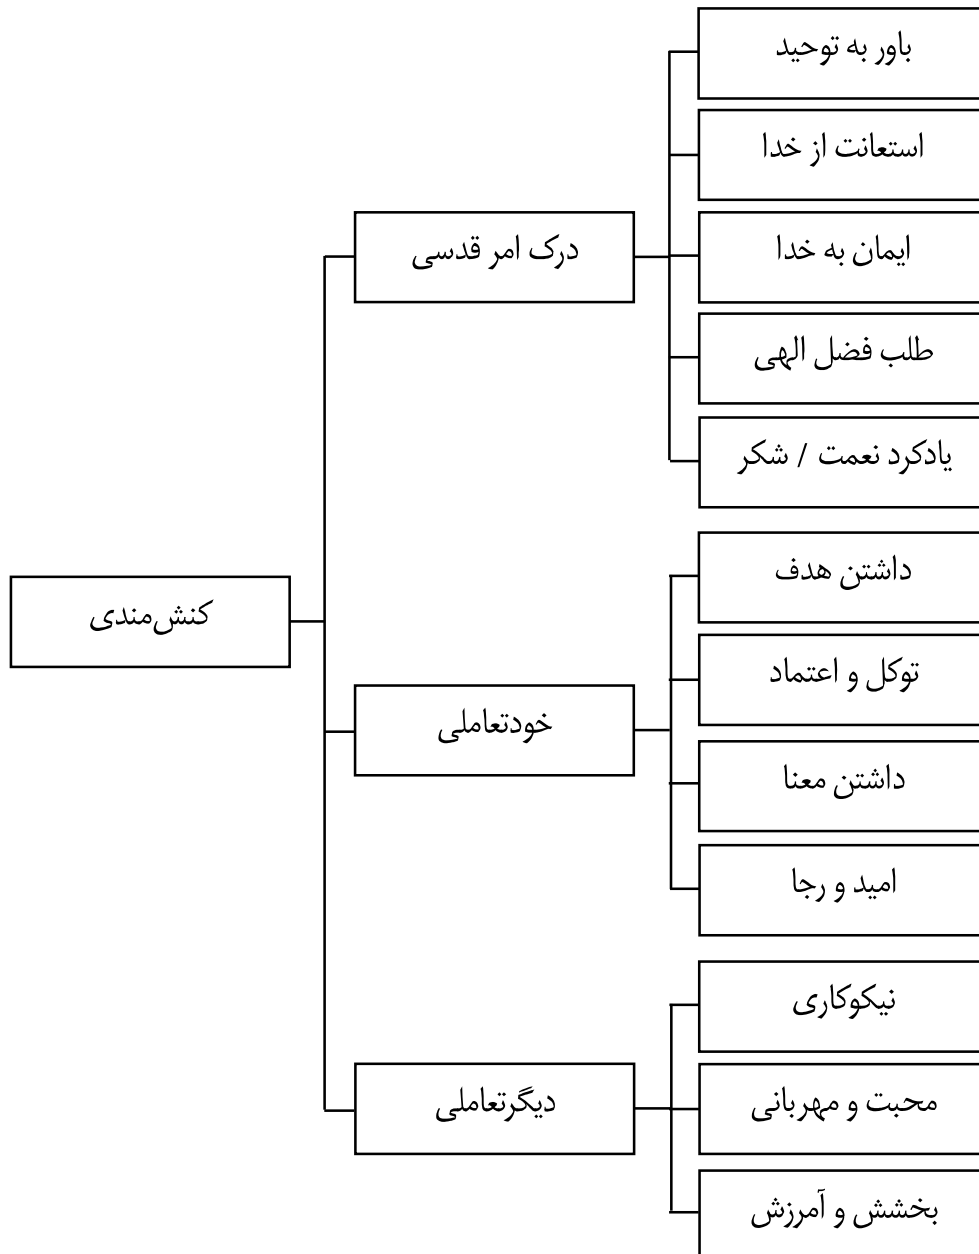 باور به توحید
استعانت از خدا
درک امر قدسی
ایمان به خدا
طلب فضل الهی
یادکرد نعمت / شکر
داشتن هدف
کنش‌مندی
توکل و اعتماد
خودتعاملی
داشتن معنا
امید و رجا
نیکوکاری
دیگرتعاملی
محبت و مهربانی
بخشش و آمرزش